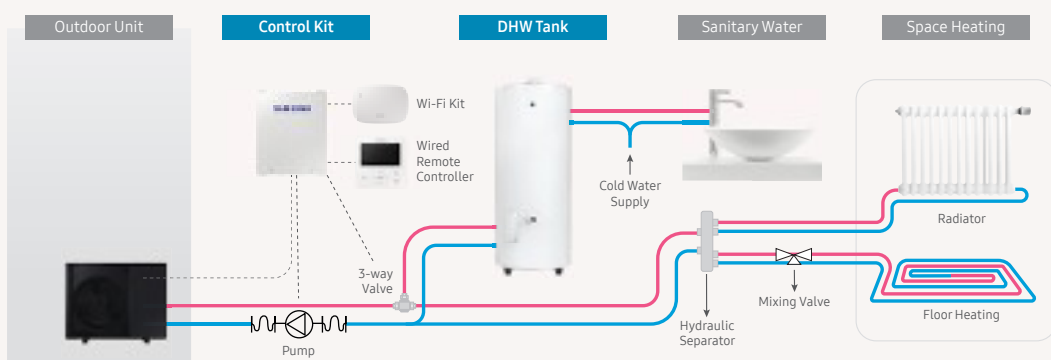 Outdoor Unit
Control Kit
DHW Tank
Sanitary Water
Space Heating
Wi-Fi Kit
Wired
Remote
Controller
Cold Water
Supply
Radiator
3-way
Valve
Mixing Valve
Floor Heating
Hydraulic
Separator
Pump